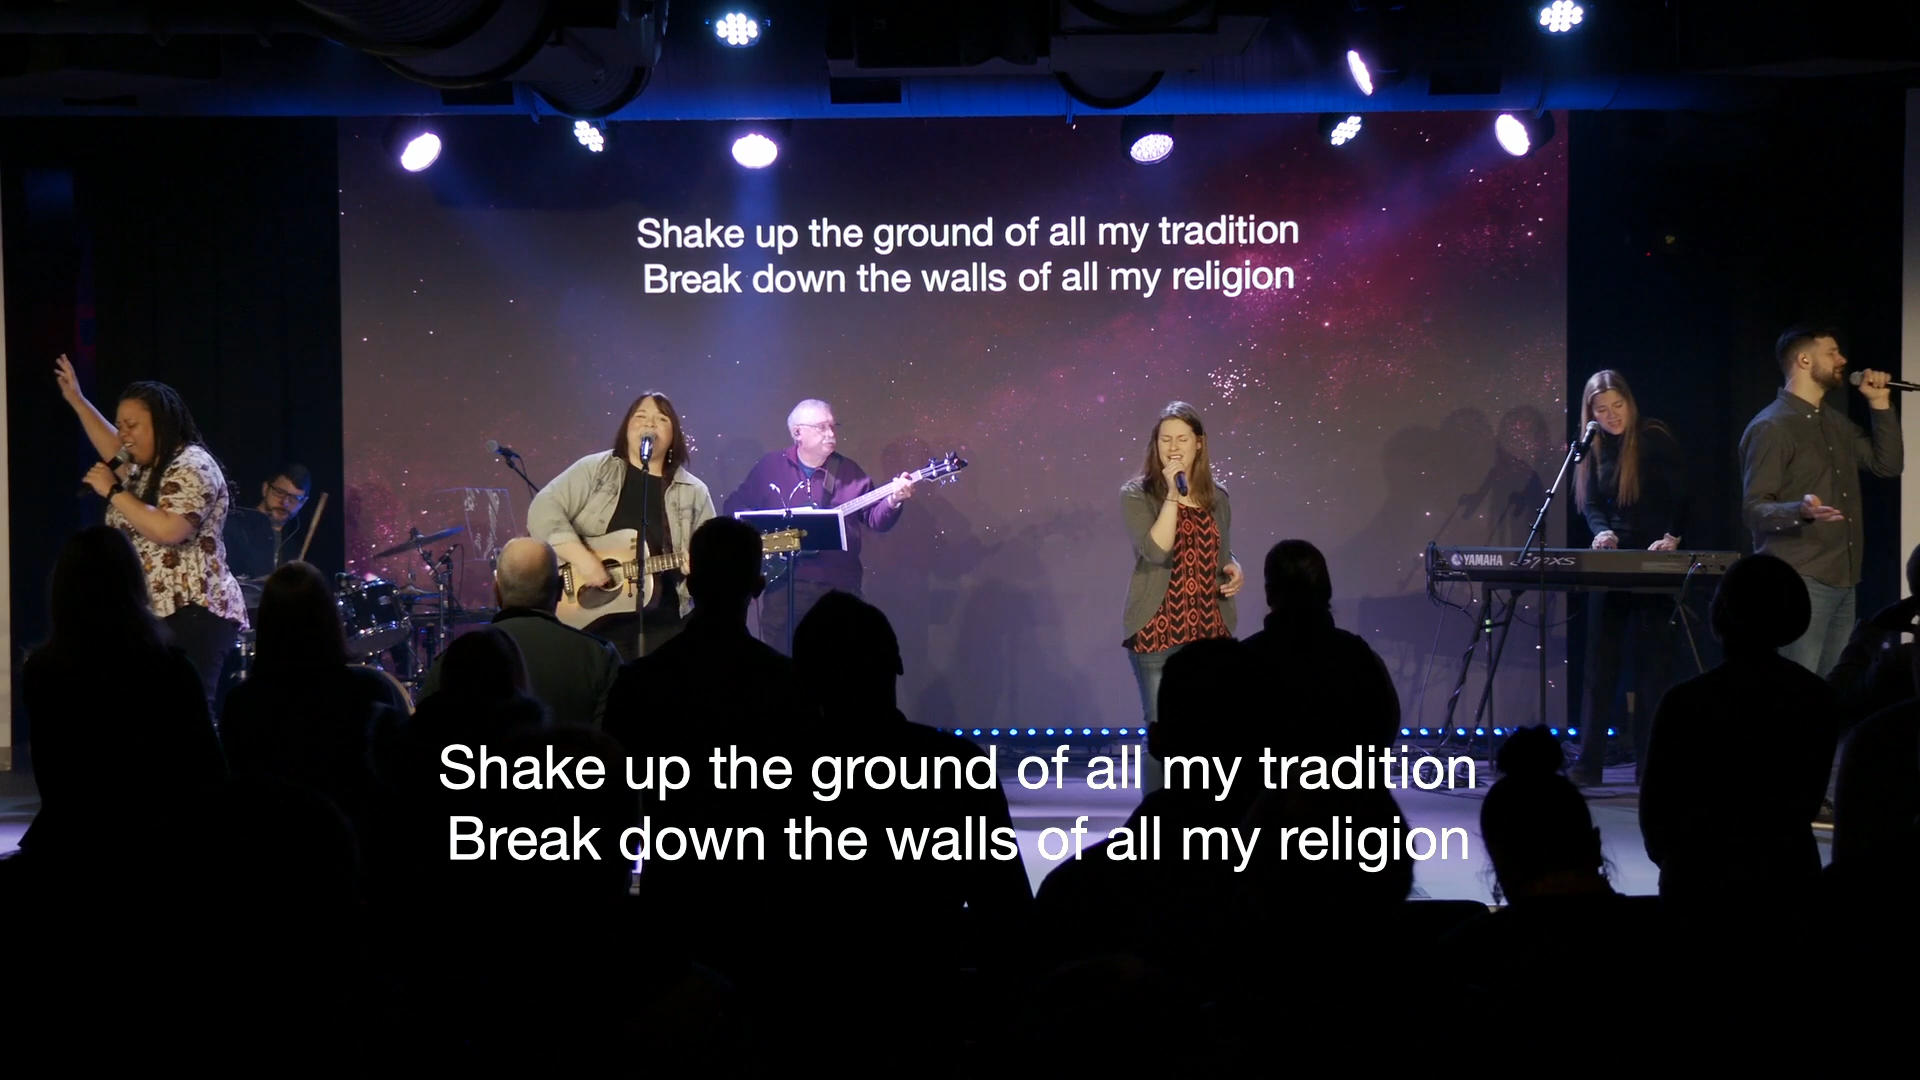 Shake up the ground of all my tradition
Break down the walls of all my religion
YAMAHA
Shake up the ground of all my tradition
Break down the walls of all my religion